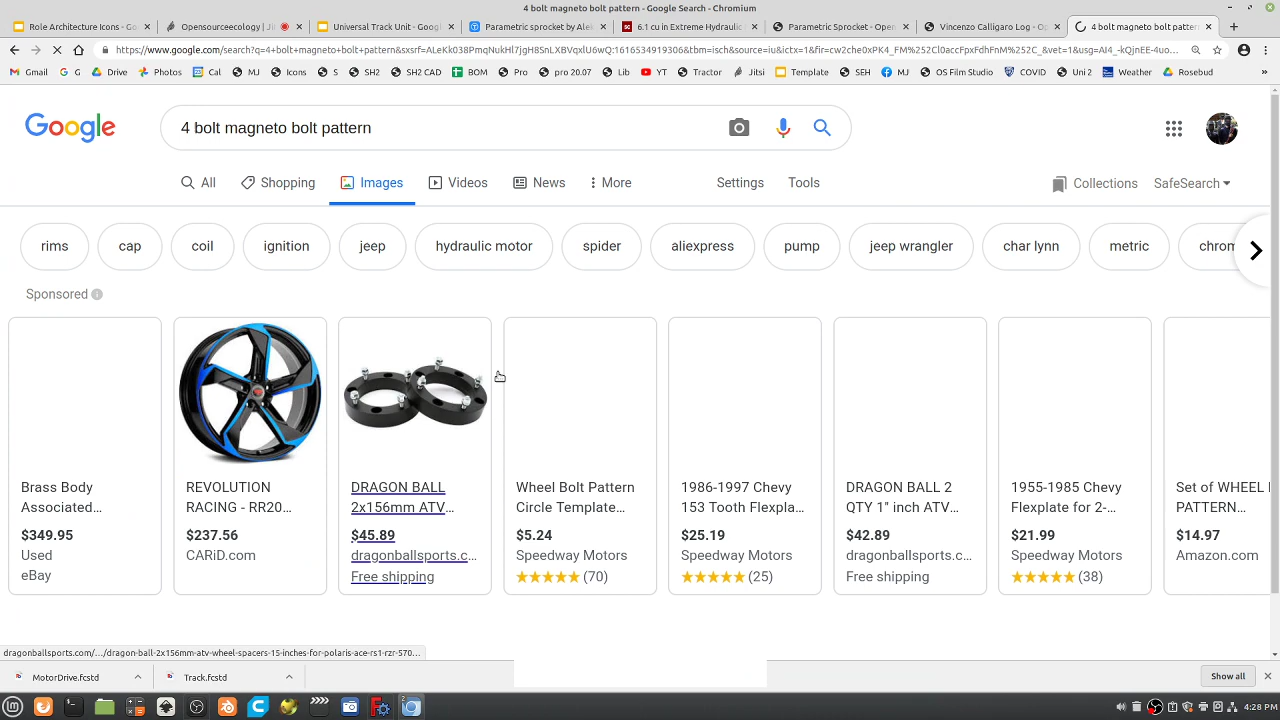 4 bolt magneto bolt pattern - Google Search - Chromium
Role Architecture Icons - G
Opensourceecology | Ji
Universal Track Unit - Goog
Parametric sprocket by Alek
6.1 cu in Extreme Hydraulic
Parametric Sprocket - Open
Vincenzo Calligaro Log - Op
4 bolt magneto bolt pattern
https://www.google.com/search?q=4+bolt+magneto+bolt+pattern&sxsrf=ALeKk038PmqNukHl7jgH8SnLXBVqxlU6wQ:1616534919306&tbm=isch&source=iu&ictx=1&fir=cw2che0xPK4_FM%252Cl0accFpxFdhFnM%252C_&vet=1&usg=AI4_-kQjnEE-4uo...
Gmail G Drive Photos Cal MJ Icons S SH2 SH2 CAD BOM Pro pro 20.07 Lib YT Tractor Jitsi Template SEH MJ OS Film Studio COVID Uni 2 Weather Rosebud »
Google
4 bolt magneto bolt pattern
All Shopping Images Videos News More Settings Tools Collections SafeSearch
rims cap coil ignition jeep hydraulic motor spider aliexpress pump jeep wrangler char lynn metric chrom
Sponsored
Brass Body
Associated...
$349.95
Used
eBay
REVOLUTION
RACING - RR20...
$237.56
CARiD.com
DRAGON BALL
2x156mm ATV...
$45.89
dragonballsports.c...
Free shipping
Wheel Bolt Pattern
Circle Template...
$5.24
Speedway Motors
(70)
1986-1997 Chevy
153 Tooth Flexpla...
$25.19
Speedway Motors
(25)
DRAGON BALL 2
QTY 1" inch ATV...
$42.89
dragonballsports.c...
Free shipping
1955-1985 Chevy
Flexplate for 2-...
$21.99
Speedway Motors
(38)
Set of WHEEL
PATTERN...
$14.97
Amazon.com
dragonballsports.com/.../dragon-ball-2x156mm-atv-wheel-spacers-15-inches-for-polaris-ace-rs1-rzr-570...
MotorDrive.fcstd
Track.fcstd
Show all
4:28 PM